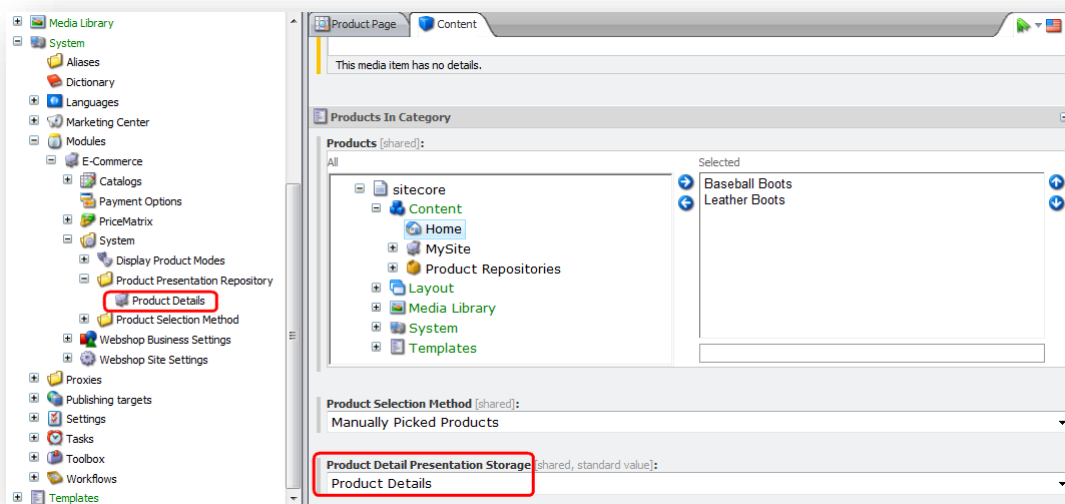 Media Library
System
Aliases
Dictionary
Languages
Marketing Center
Modules
E-Commerce
Catalogs
Payment Options
PriceMatrix
System
Display Product Modes
Product Presentation Repository
Product Details
Product Selection Method
Webshop Business Settings
Webshop Site Settings
Proxies
Publishing targets
Settings
Tasks
Toolbox
Workflows
Templates
Product Page
Content
This media item has no details.
Products In Category
Products [shared]:
All
sitecore
Content
Home
MySite
Product Repositories
Layout
Media Library
System
Templates
Selected
Baseball Boots
Leather Boots
Product Selection Method [shared]:
Manually Picked Products
Product Detail Presentation Storage [shared, standard value]:
Product Details